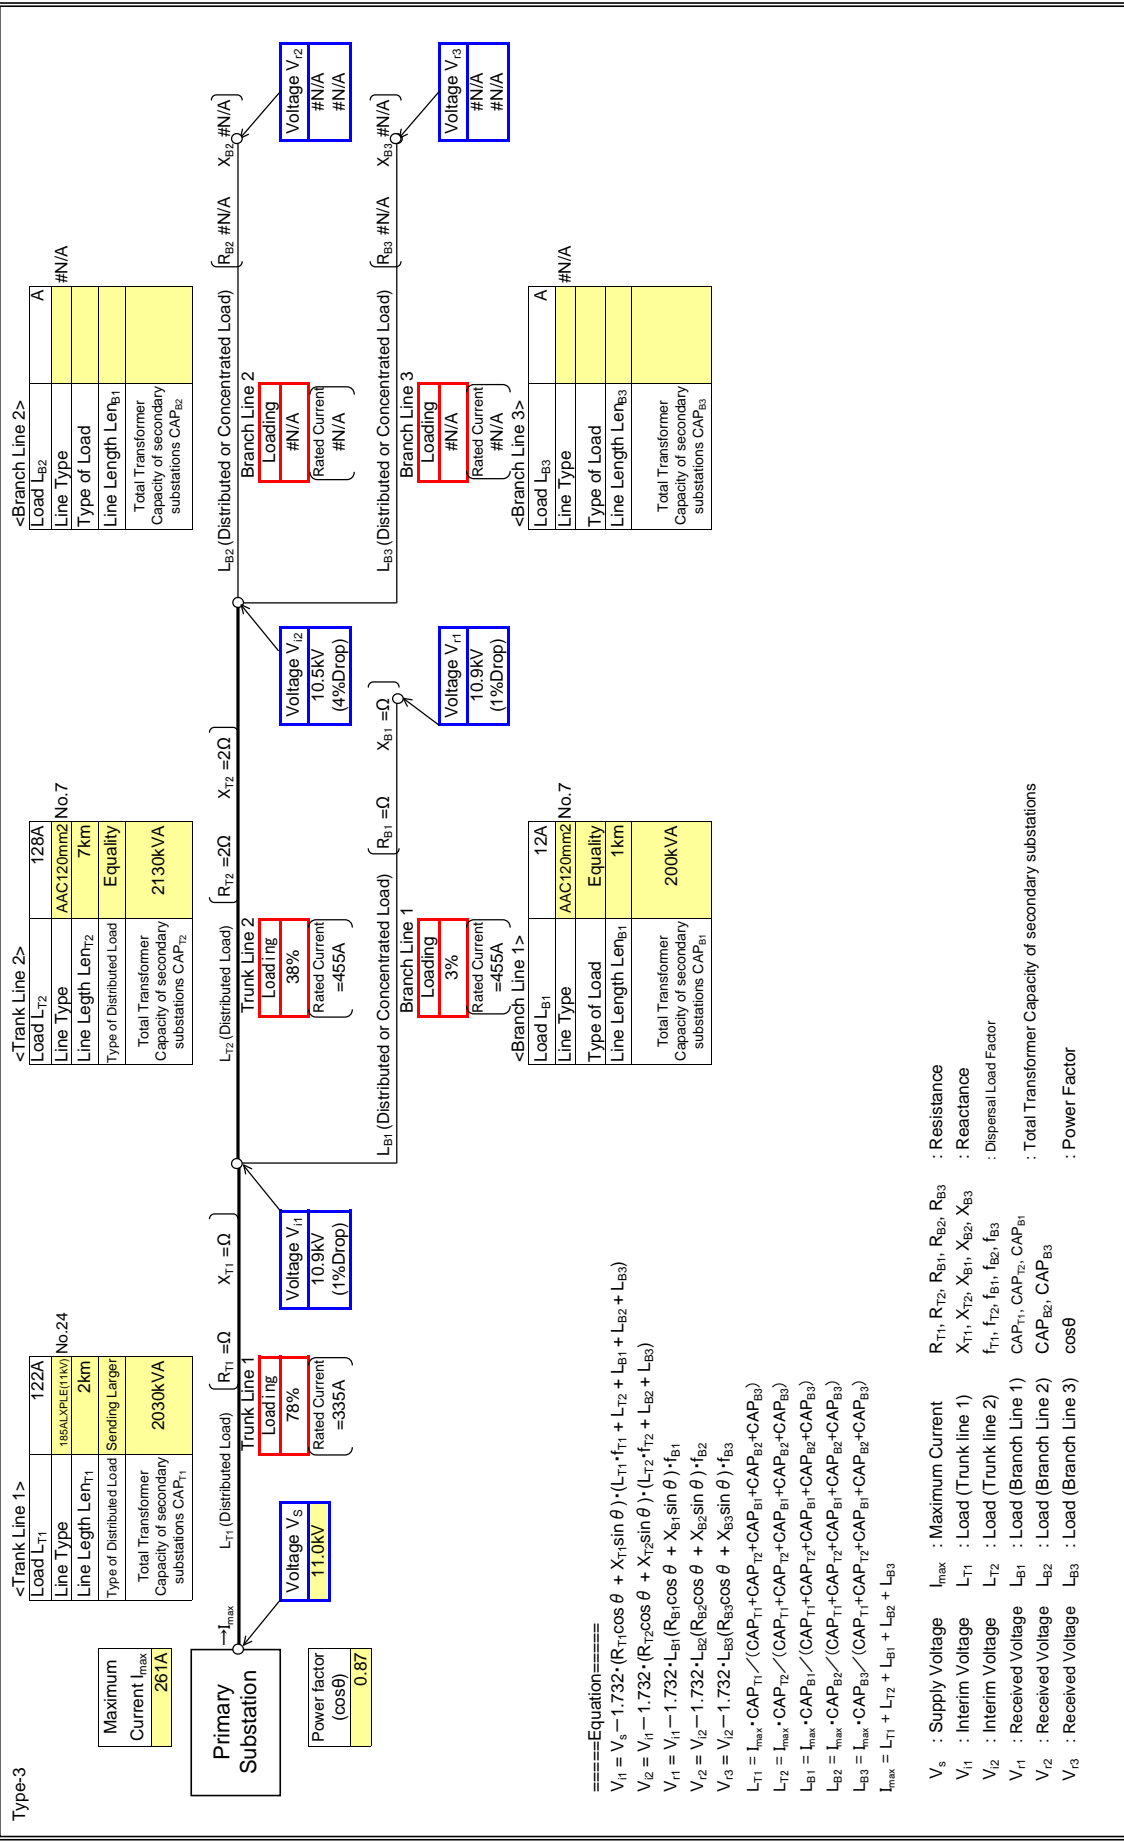 Type-3
Maximum
Current Imax
261A
Primary
Substation
Power factor
(cosθ)
0.87
→Imax
Voltage VS
11.0kV
<Trank Line 1>
Load LT1 122A
Line Type 185ALXPLE(11kV) No.24
Line Legth LenT1 2km
Type of Distributed Load Sending Larger
Total Transformer
Capacity of secondary
substations CAPT1
2030kVA
LT1 (Distributed Load)
RT1 =Ω XT1 =Ω
Trunk Line 1
Loading
78%
Rated Current
=335A
Voltage Vi1
10.9kV
(1%Drop)
<Trank Line 2>
Load LT2 128A
Line Type AAC120mm2 No.7
Line Legth LenT2 7km
Type of Distributed Load Equality
Total Transformer
Capacity of secondary
substations CAPT2
2130kVA
LT2 (Distributed Load)
RT2 =2Ω XT2 =2Ω
Trunk Line 2
Loading
38%
Rated Current
=455A
Voltage Vi2
10.5kV
(4%Drop)
LB1 (Distributed or Concentrated Load)
RB1 =Ω XB1 =Ω
Branch Line 1
Loading
3%
Rated Current
=455A
Voltage Vr1
10.9kV
(1%Drop)
<Branch Line 1>
Load LB1 12A
Line Type AAC120mm2 No.7
Type of Load Equality
Line Length LenB1 1km
Total Transformer
Capacity of secondary
substations CAPB1
200kVA
<Branch Line 2>
Load LB2 A
Line Type #N/A
Type of Load
Line Length LenB1
Total Transformer
Capacity of secondary
substations CAPB2
LB2 (Distributed or Concentrated Load)
RB2 #N/A XB2 #N/A
Branch Line 2
Loading
#N/A
Rated Current
#N/A
Voltage Vr2
#N/A
#N/A
LB3 (Distributed or Concentrated Load)
RB3 #N/A XB3 #N/A
Branch Line 3
Loading
#N/A
Rated Current
#N/A
Voltage Vr3
#N/A
#N/A
<Branch Line 3>
Load LB3 A
Line Type #N/A
Type of Load
Line Length LenB3
Total Transformer
Capacity of secondary
substations CAPB3
=====Equation=====
Vi1 = Vs−1.732・(RT1cosθ + XT1sinθ)・(LT1・fT1 + LT2 + LB1 + LB2 + LB3)
Vi2 = Vi1−1.732・(RT2cosθ + XT2sinθ)・(LT2・fT2 + LB2 + LB3)
Vr1 = Vi1−1.732・LB1(RB1cosθ + XB1sinθ)・fB1
Vr2 = Vi2−1.732・LB2(RB2cosθ + XB2sinθ)・fB2
Vr3 = Vi2−1.732・LB3(RB3cosθ + XB3sinθ)・fB3
LT1 = Imax・CAPT1／(CAPT1+CAPT2+CAPB1+CAPB2+CAPB3)
LT2 = Imax・CAPT2／(CAPT1+CAPT2+CAPB1+CAPB2+CAPB3)
LB1 = Imax・CAPB1／(CAPT1+CAPT2+CAPB1+CAPB2+CAPB3)
LB2 = Imax・CAPB2／(CAPT1+CAPT2+CAPB1+CAPB2+CAPB3)
LB3 = Imax・CAPB3／(CAPT1+CAPT2+CAPB1+CAPB2+CAPB3)
Imax = LT1 + LT2 + LB1 + LB2 + LB3
Vs : Supply Voltage Imax : Maximum Current RT1, RT2, RB1, RB2, RB3 : Resistance
Vi1 : Interim Voltage LT1 : Load (Trunk line 1) XT1, XT2, XB1, XB2, XB3 : Reactance
Vi2 : Interim Voltage LT2 : Load (Trunk line 2) fT1, fT2, fB1, fB2, fB3 : Dispersal Load Factor
Vr1 : Received Voltage LB1 : Load (Branch Line 1) CAPT1, CAPT2, CAPB1 : Total Transformer Capacity of secondary substations
Vr2 : Received Voltage LB2 : Load (Branch Line 2) CAPB2, CAPB3
Vr3 : Received Voltage LB3 : Load (Branch Line 3) cosθ : Power Factor